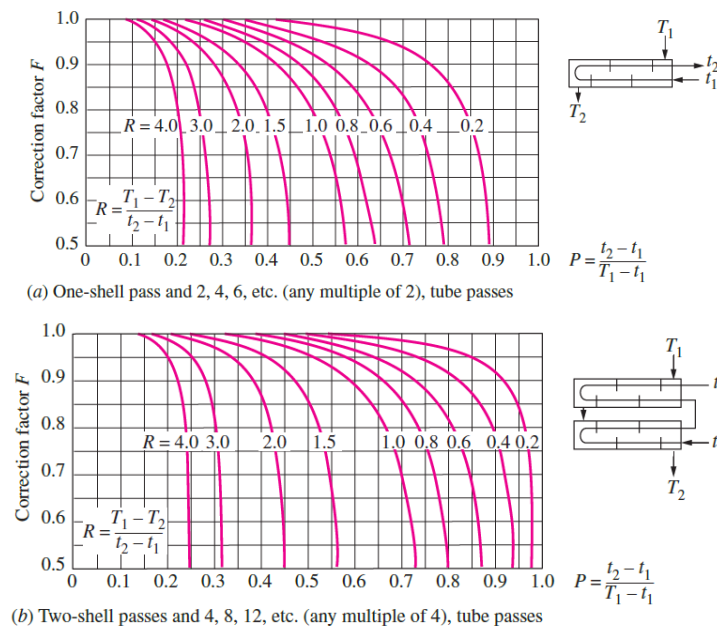 1.0
T₁
0.9
t₂
t₁
Correction factor F
0.8
T₂
R = 4.0 3.0 2.0 1.5 1.0 0.8 0.6 0.4 0.2
0.7
R = (T₁ − T₂)/(t₂ − t₁)
0.6
0.5
0 0.1 0.2 0.3 0.4 0.5 0.6 0.7 0.8 0.9 1.0
P = (t₂ − t₁)/(T₁ − t₁)
(a) One-shell pass and 2, 4, 6, etc. (any multiple of 2), tube passes
1.0
T₁
0.9
t
Correction factor F
0.8
R = 4.0 3.0 2.0 1.5 1.0 0.8 0.6 0.4 0.2
t
0.7
T₂
R = (T₁ − T₂)/(t₂ − t₁)
0.6
0.5
0 0.1 0.2 0.3 0.4 0.5 0.6 0.7 0.8 0.9 1.0
P = (t₂ − t₁)/(T₁ − t₁)
(b) Two-shell passes and 4, 8, 12, etc. (any multiple of 4), tube passes